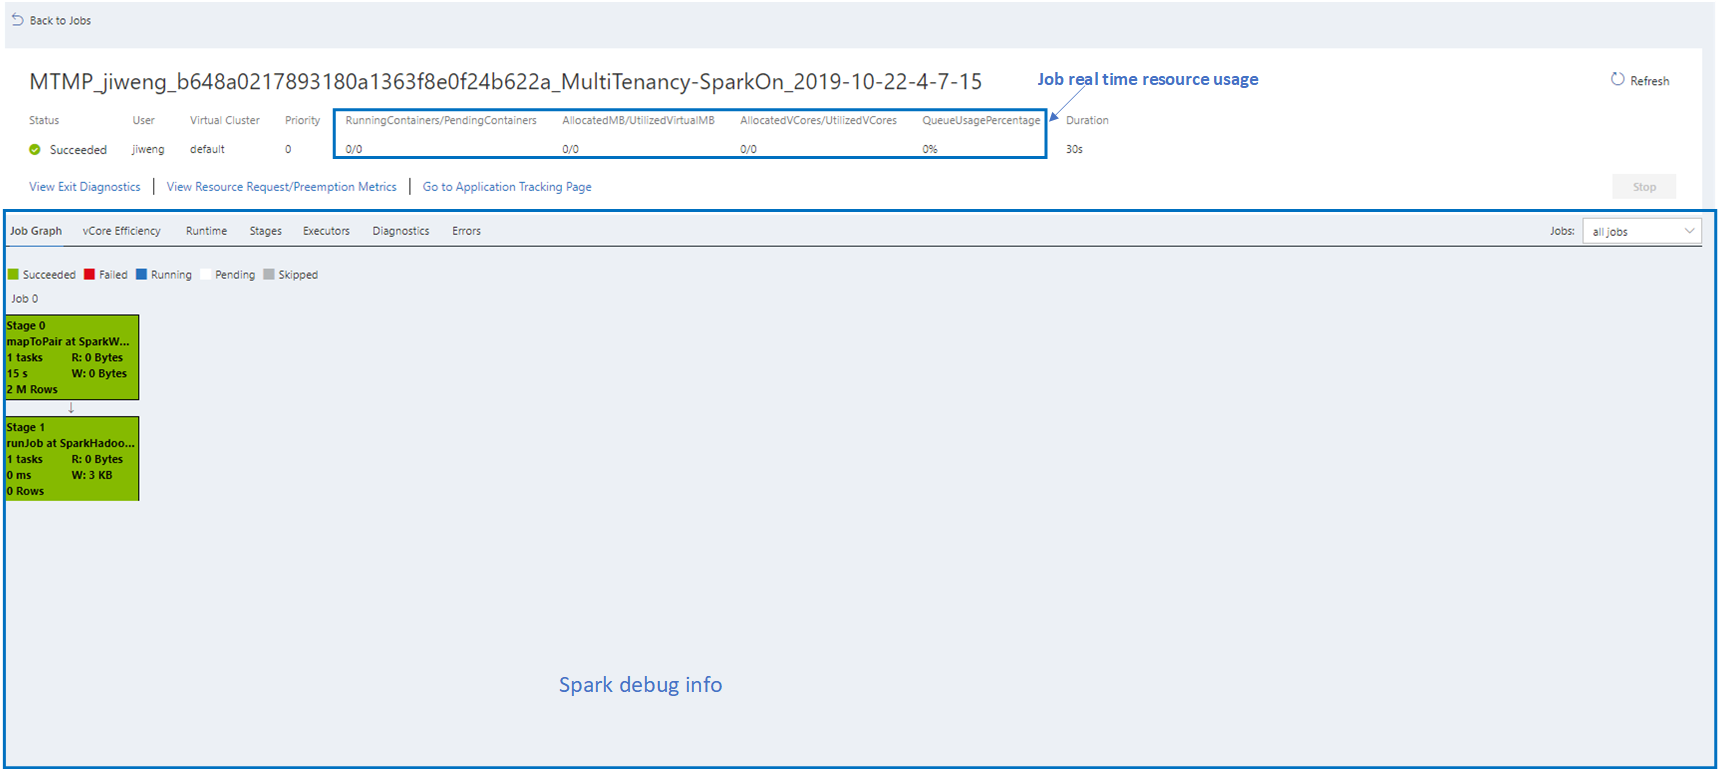 Back to Jobs
MTMP_jiweng_b648a0217893180a1363f8e0f24b622a_MultiTenancy-SparkOn_2019-10-22-4-7-15
Job real time resource usage
Refresh
Status User Virtual Cluster Priority RunningContainers/PendingContainers AllocatedMB/UtilizedVirtualMB AllocatedVCores/UtilizedVCores QueueUsagePercentage Duration
Succeeded jiweng default 0 0/0 0/0 0/0 0% 30s
View Exit Diagnostics | View Resource Request/Preemption Metrics | Go to Application Tracking Page
Stop
Job Graph vCore Efficiency Runtime Stages Executors Diagnostics Errors Jobs: all jobs
Succeeded Failed Running Pending Skipped
Job 0
Stage 0
mapToPair at SparkW...
1 tasks R: 0 Bytes
15 s W: 0 Bytes
2 M Rows
↓
Stage 1
runJob at SparkHadoo...
1 tasks R: 0 Bytes
0 ms W: 3 KB
0 Rows
Spark debug info